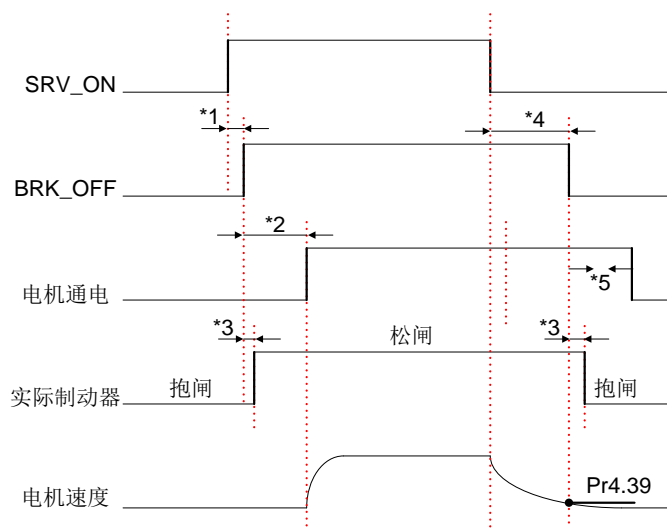 SRV_ON
*1
*4
BRK_OFF
*2
电机通电
*5
*3
松闸
*3
实际制动器
抱闸
抱闸
电机速度
Pr4.39